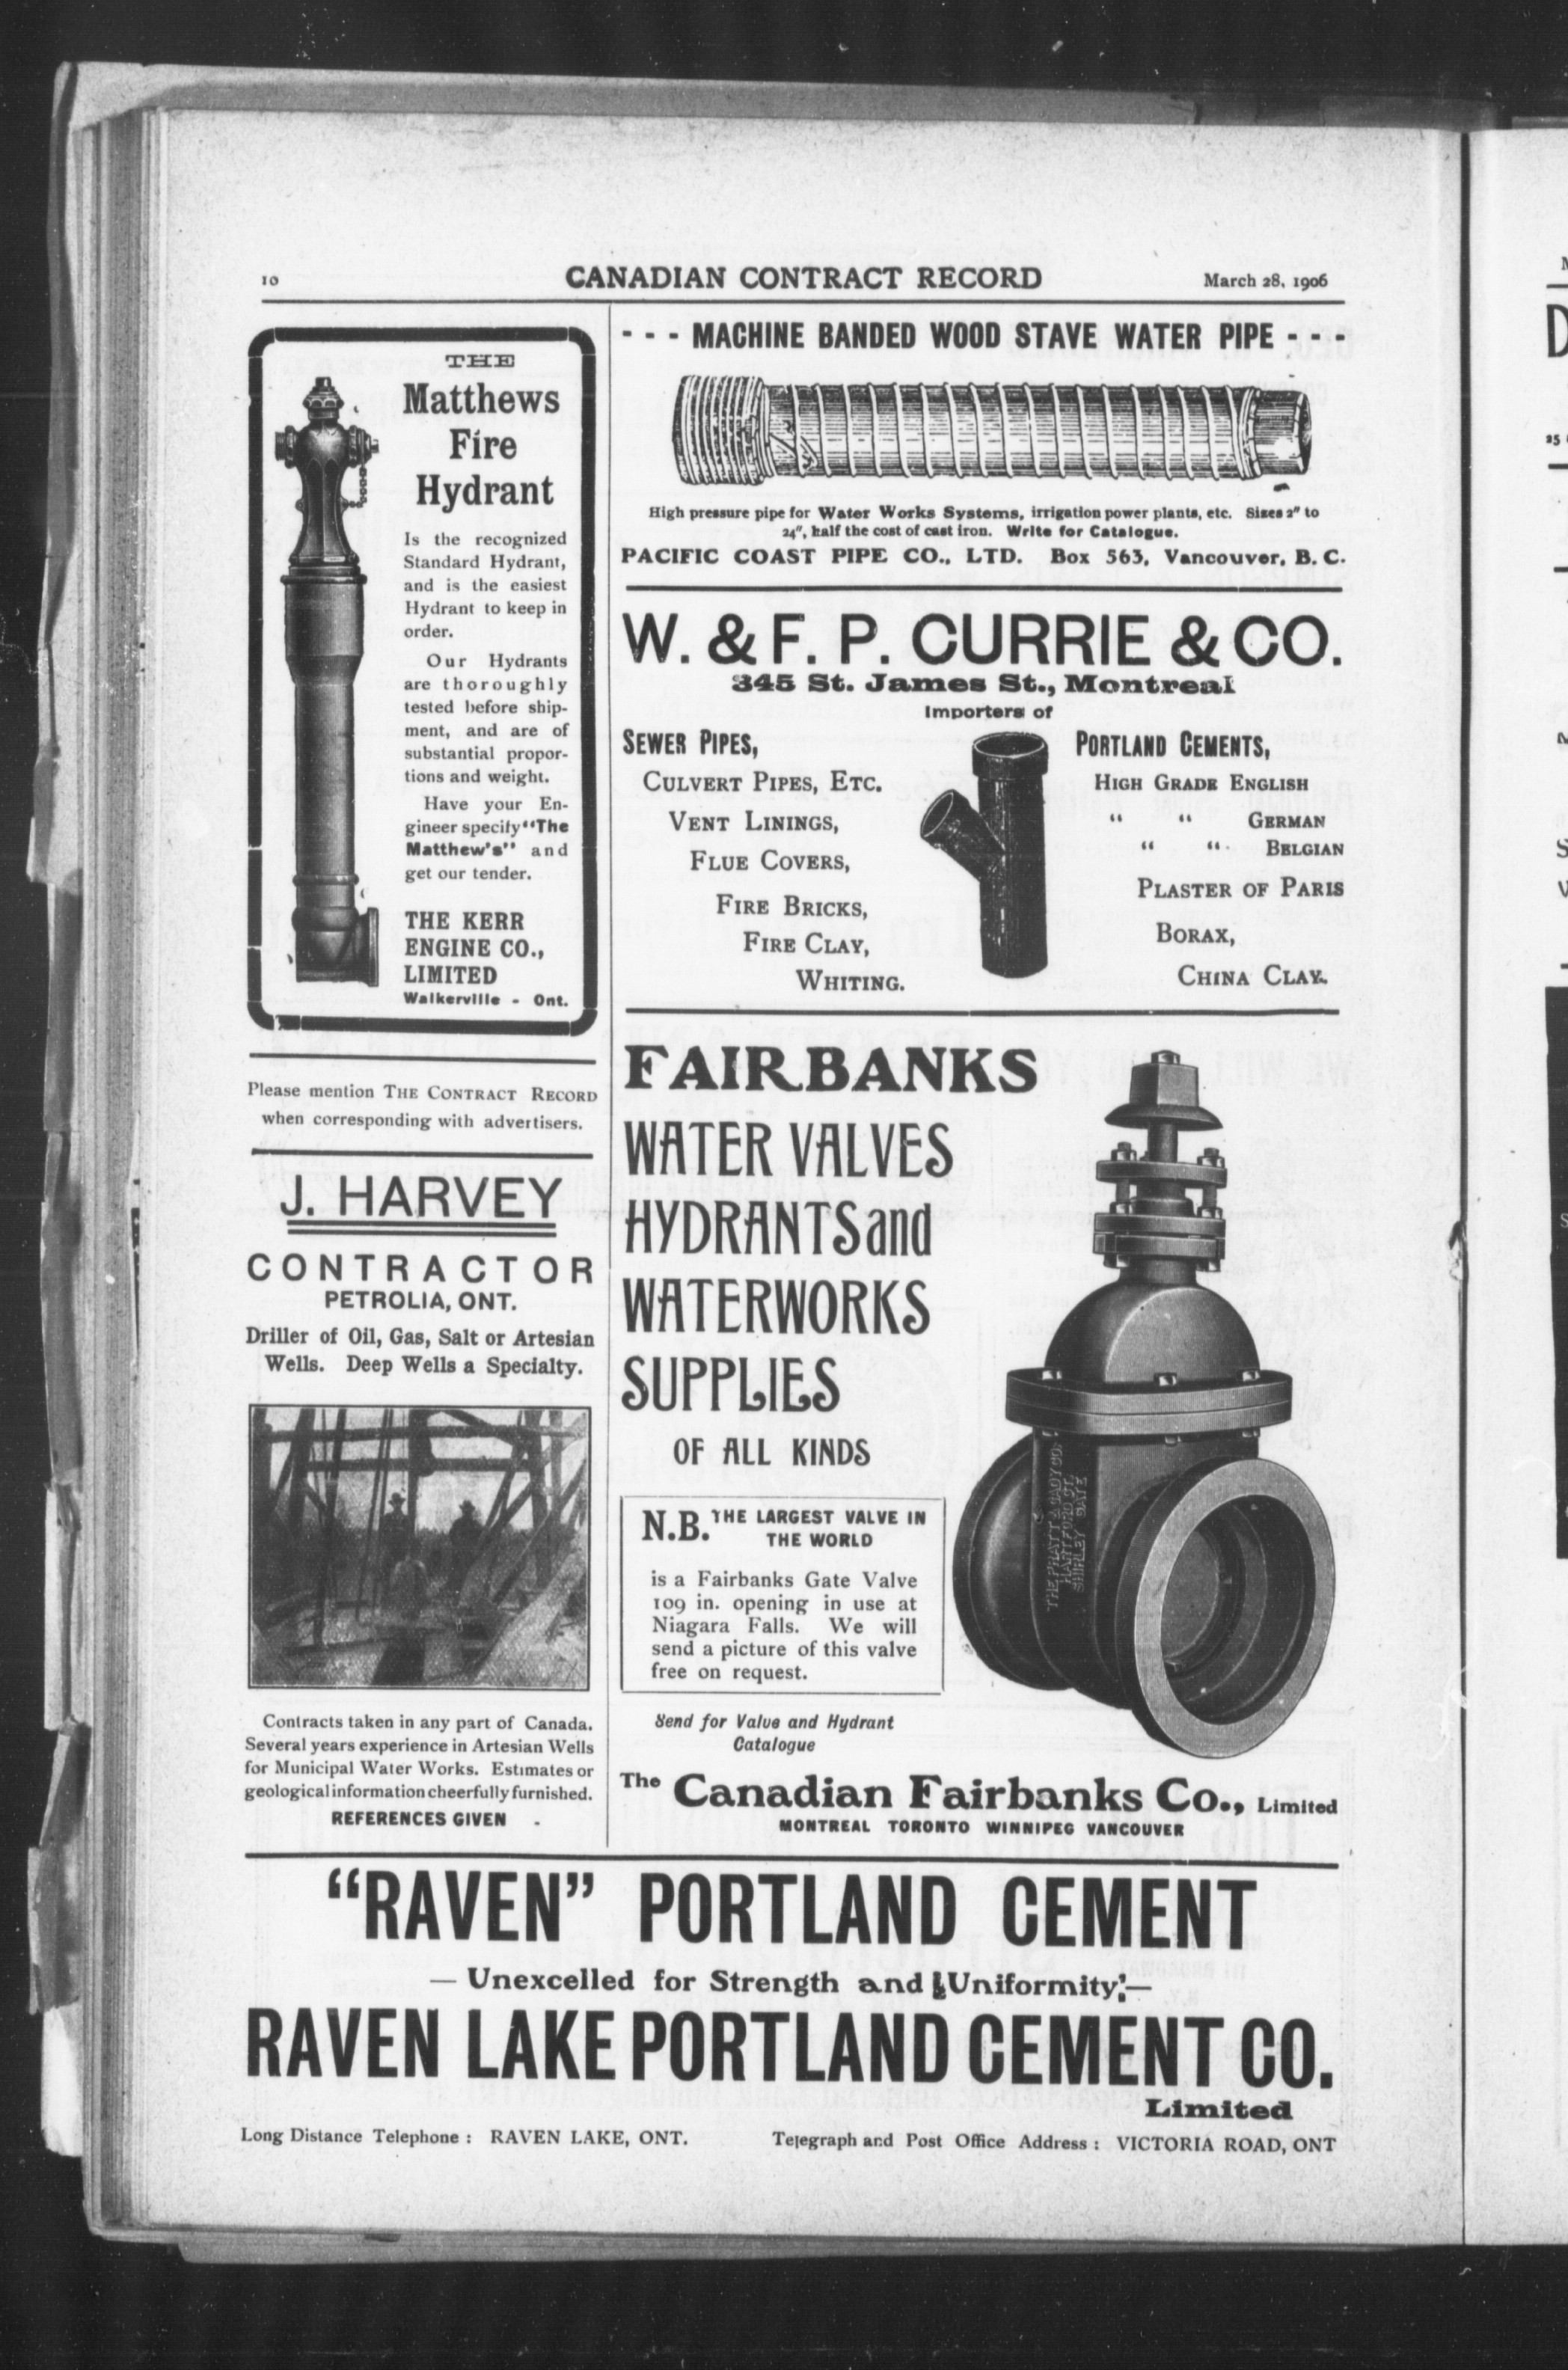 10
CANADIAN CONTRACT RECORD
March 28, 1906
THE
Matthews
Fire
Hydrant
Is the recognized
Standard Hydrant,
and is the easiest
Hydrant to keep in
order.
Our Hydrants
are thoroughly
tested before ship-
ment, and are of
substantial propor-
tions and weight.
Have your En-
gineer specify "The
Matthew's" and
get our tender.
THE KERR
ENGINE CO.,
LIMITED
Walkerville - Ont.
Please mention THE CONTRACT RECORD
when corresponding with advertisers.
J. HARVEY
CONTRACTOR
PETROLIA, ONT.
Driller of Oil, Gas, Salt or Artesian
Wells. Deep Wells a Specialty.
Contracts taken in any part of Canada.
Several years experience in Artesian Wells
for Municipal Water Works. Estimates or
geological information cheerfully furnished.
REFERENCES GIVEN -
- - - MACHINE BANDED WOOD STAVE WATER PIPE - - -
High pressure pipe for Water Works Systems, irrigation power plants, etc. Sizes 2" to
24", half the cost of cast iron. Write for Catalogue.
PACIFIC COAST PIPE CO., LTD. Box 563, Vancouver, B. C.
W. & F. P. CURRIE & CO.
345 St. James St., Montreal
Importers of
SEWER PIPES,
CULVERT PIPES, ETC.
VENT LININGS,
FLUE COVERS,
FIRE BRICKS,
FIRE CLAY,
WHITING.
PORTLAND CEMENTS,
HIGH GRADE ENGLISH
" " GERMAN
" " BELGIAN
PLASTER OF PARIS
BORAX,
CHINA CLAY.
FAIRBANKS
WATER VALVES
HYDRANTS and
WATERWORKS
SUPPLIES
OF ALL KINDS
N.B. THE LARGEST VALVE IN
THE WORLD
is a Fairbanks Gate Valve
109 in. opening in use at
Niagara Falls. We will
send a picture of this valve
free on request.
THE PRATT & CADY CO.
HARTFORD CT.
SHIRLEY GATE
Send for Value and Hydrant
Catalogue
The Canadian Fairbanks Co., Limited
MONTREAL TORONTO WINNIPEG VANCOUVER
"RAVEN" PORTLAND CEMENT
— Unexcelled for Strength and Uniformity —
RAVEN LAKE PORTLAND CEMENT CO.
Limited
Long Distance Telephone : RAVEN LAKE, ONT.
Telegraph and Post Office Address : VICTORIA ROAD, ONT